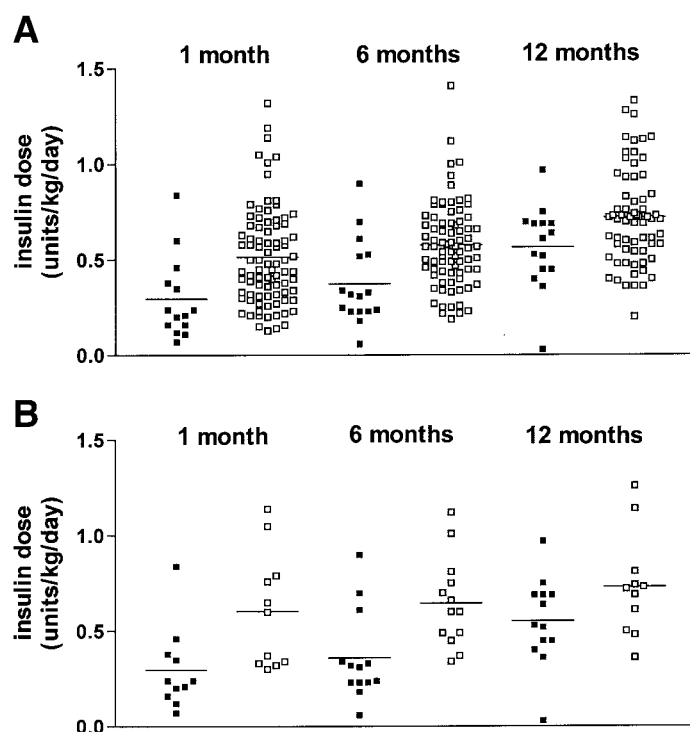 A
1 month 6 months 12 months
insulin dose
(units/kg/day)
1.5
1.0
0.5
0.0
B
1 month 6 months 12 months
insulin dose
(units/kg/day)
1.5
1.0
0.5
0.0